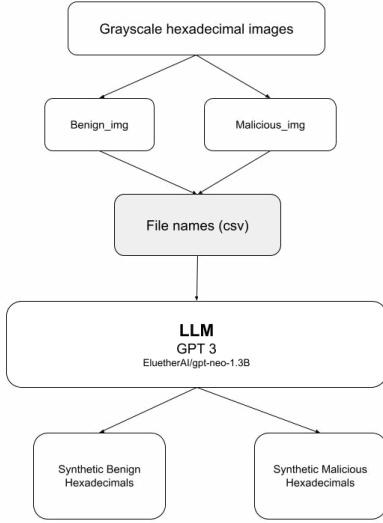 Grayscale hexadecimal images
Benign_img
Malicious_img
File names (csv)
LLM
GPT 3
EluetherAI/gpt-neo-1.3B
Synthetic Benign
Hexadecimals
Synthetic Malicious
Hexadecimals